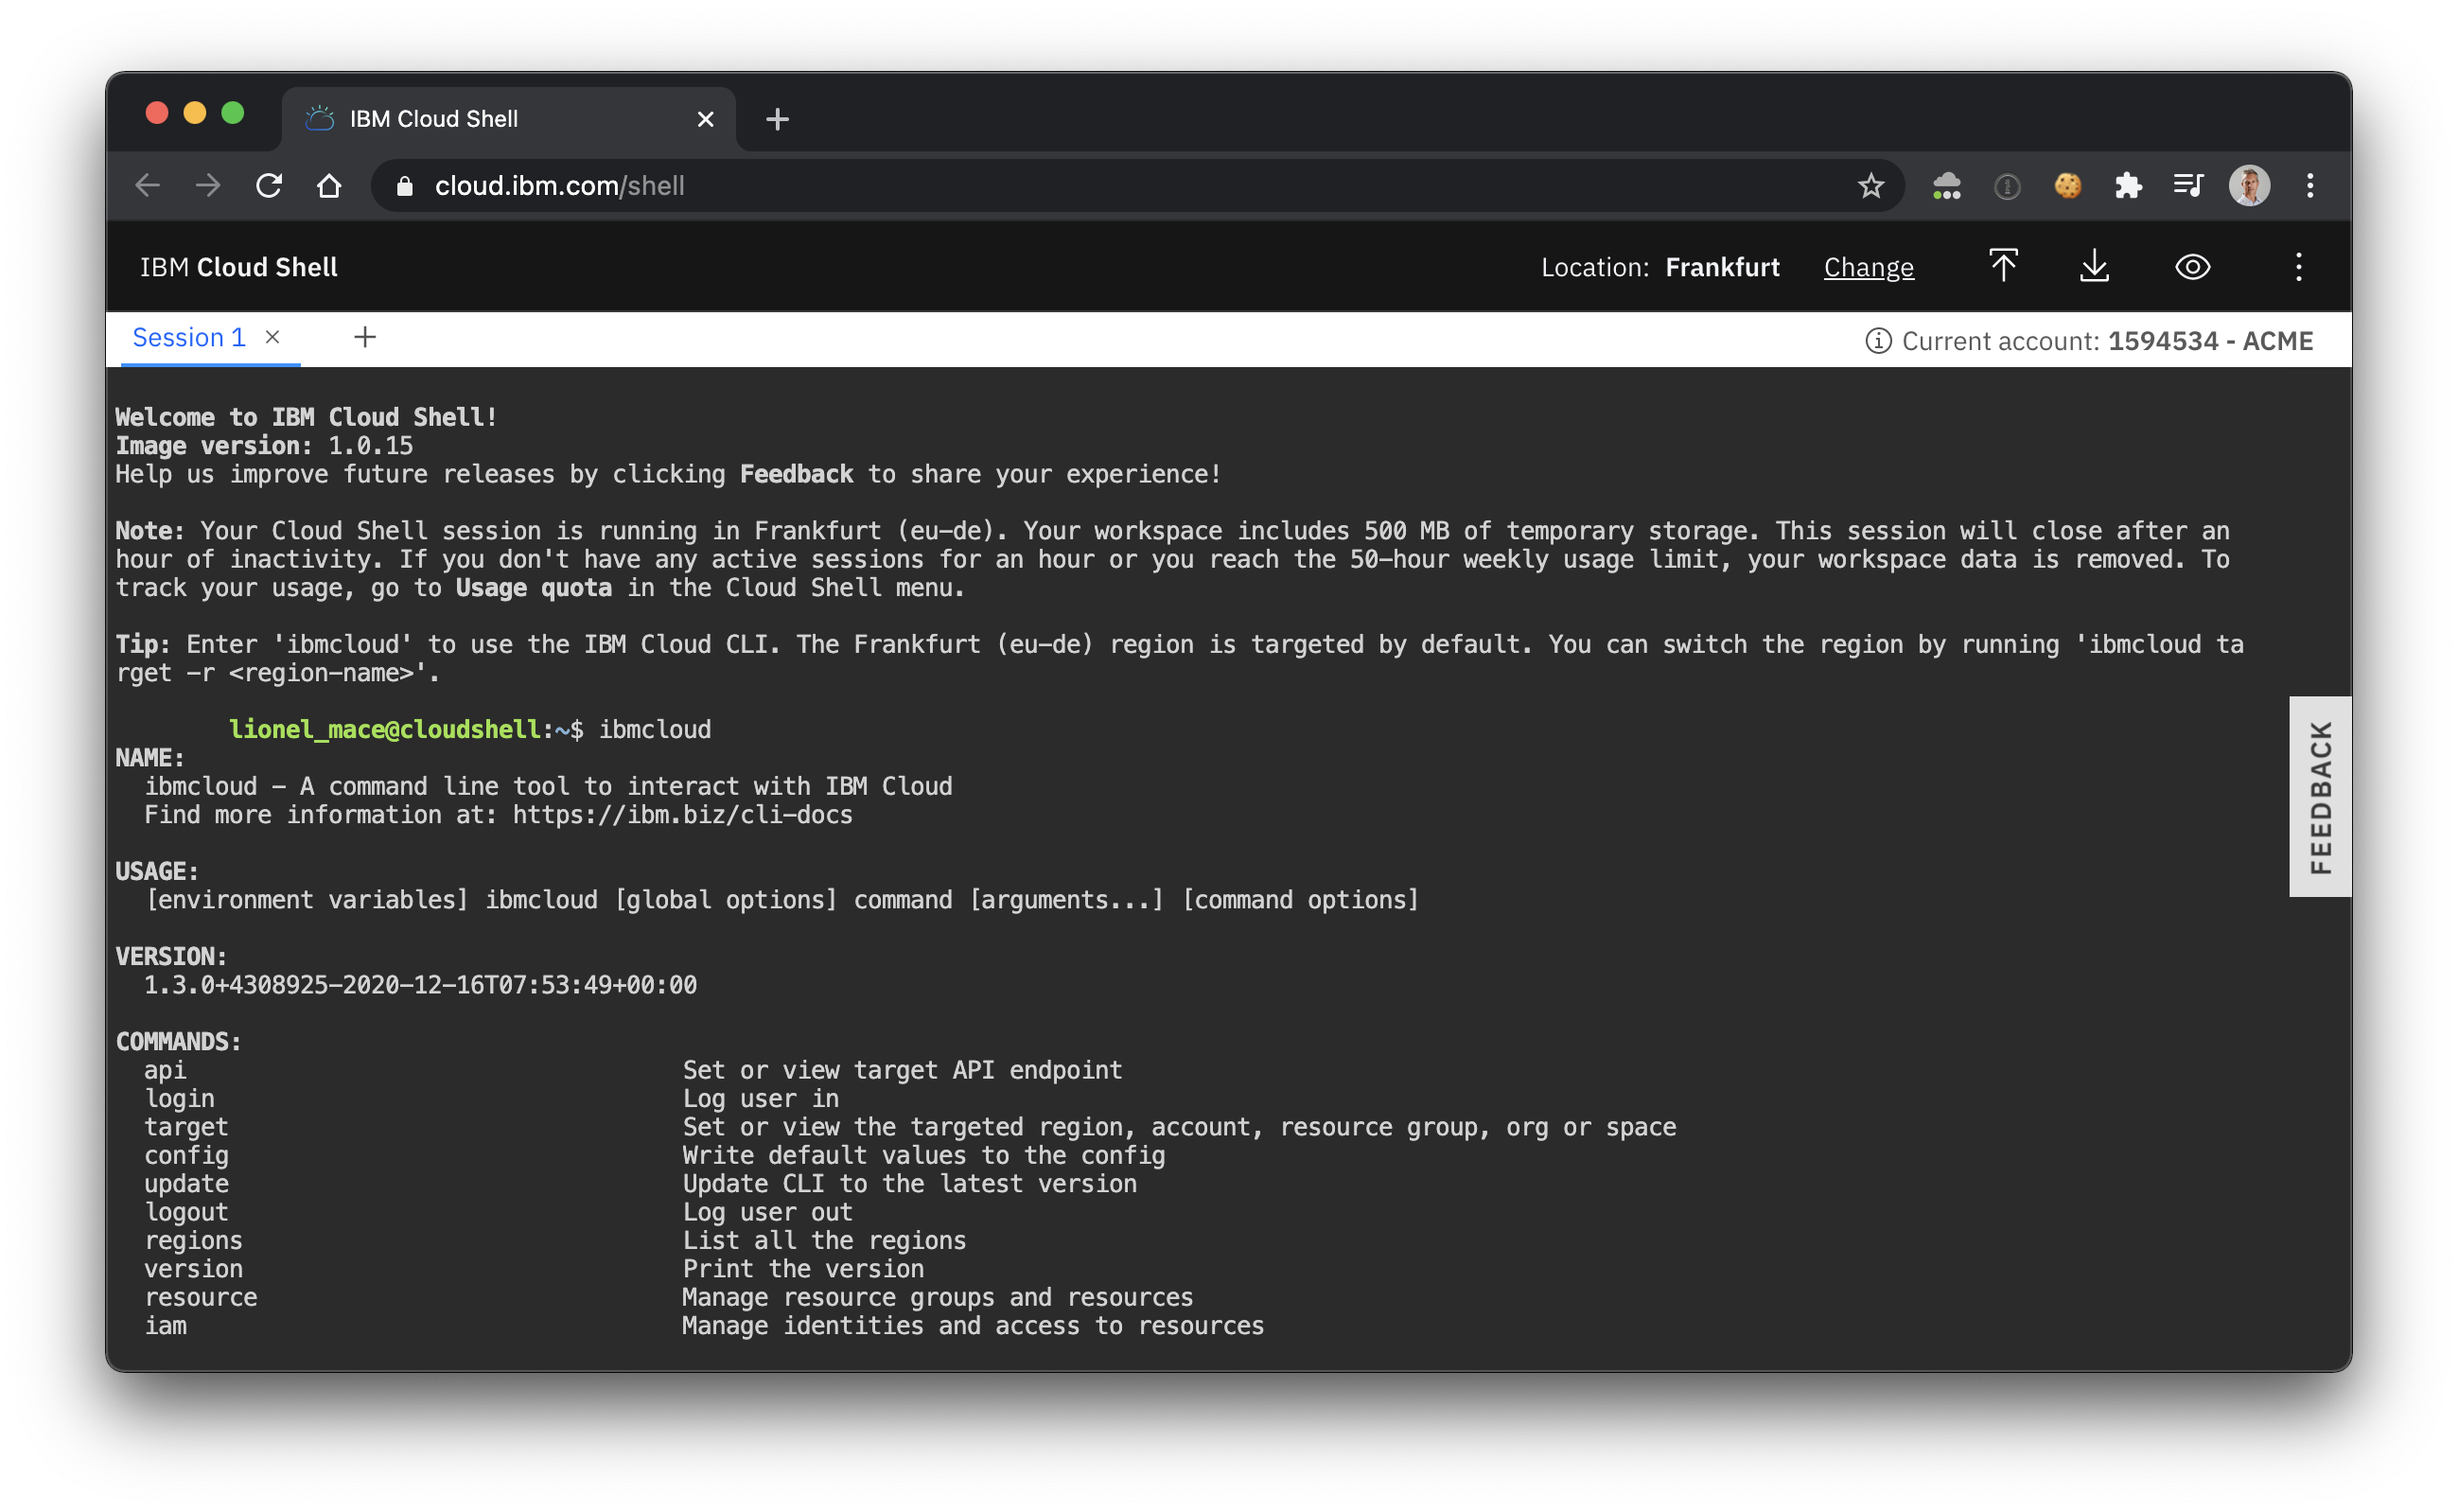 IBM Cloud Shell
cloud.ibm.com/shell
IBM Cloud Shell
Location: Frankfurt Change
Session 1
Current account: 1594534 - ACME
Welcome to IBM Cloud Shell!
Image version: 1.0.15
Help us improve future releases by clicking Feedback to share your experience!
Note: Your Cloud Shell session is running in Frankfurt (eu-de). Your workspace includes 500 MB of temporary storage. This session will close after an
hour of inactivity. If you don't have any active sessions for an hour or you reach the 50-hour weekly usage limit, your workspace data is removed. To
track your usage, go to Usage quota in the Cloud Shell menu.
Tip: Enter 'ibmcloud' to use the IBM Cloud CLI. The Frankfurt (eu-de) region is targeted by default. You can switch the region by running 'ibmcloud ta
rget -r <region-name>'.
lionel_mace@cloudshell:~$ ibmcloud
NAME:
ibmcloud - A command line tool to interact with IBM Cloud
Find more information at: https://ibm.biz/cli-docs
USAGE:
[environment variables] ibmcloud [global options] command [arguments...] [command options]
VERSION:
1.3.0+4308925-2020-12-16T07:53:49+00:00
COMMANDS:
api Set or view target API endpoint
login Log user in
target Set or view the targeted region, account, resource group, org or space
config Write default values to the config
update Update CLI to the latest version
logout Log user out
regions List all the regions
version Print the version
resource Manage resource groups and resources
iam Manage identities and access to resources
FEEDBACK